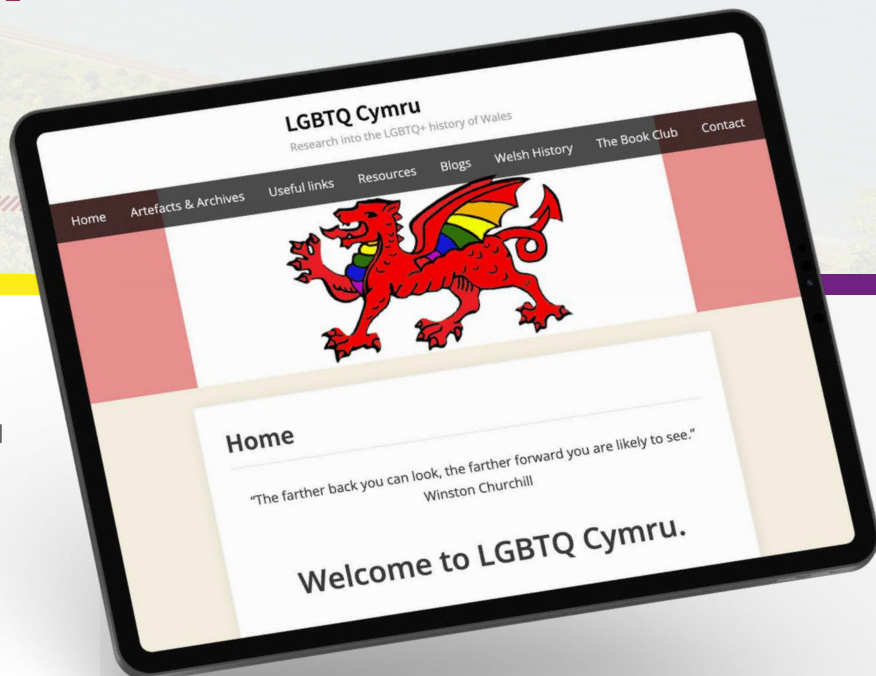 LGBTQ Cymru
Research into the LGBTQ+ history of Wales
Home Artefacts & Archives Useful links Resources Blogs Welsh History The Book Club Contact
Home
“The farther back you can look, the farther forward you are likely to see.”
Winston Churchill
Welcome to LGBTQ Cymru.